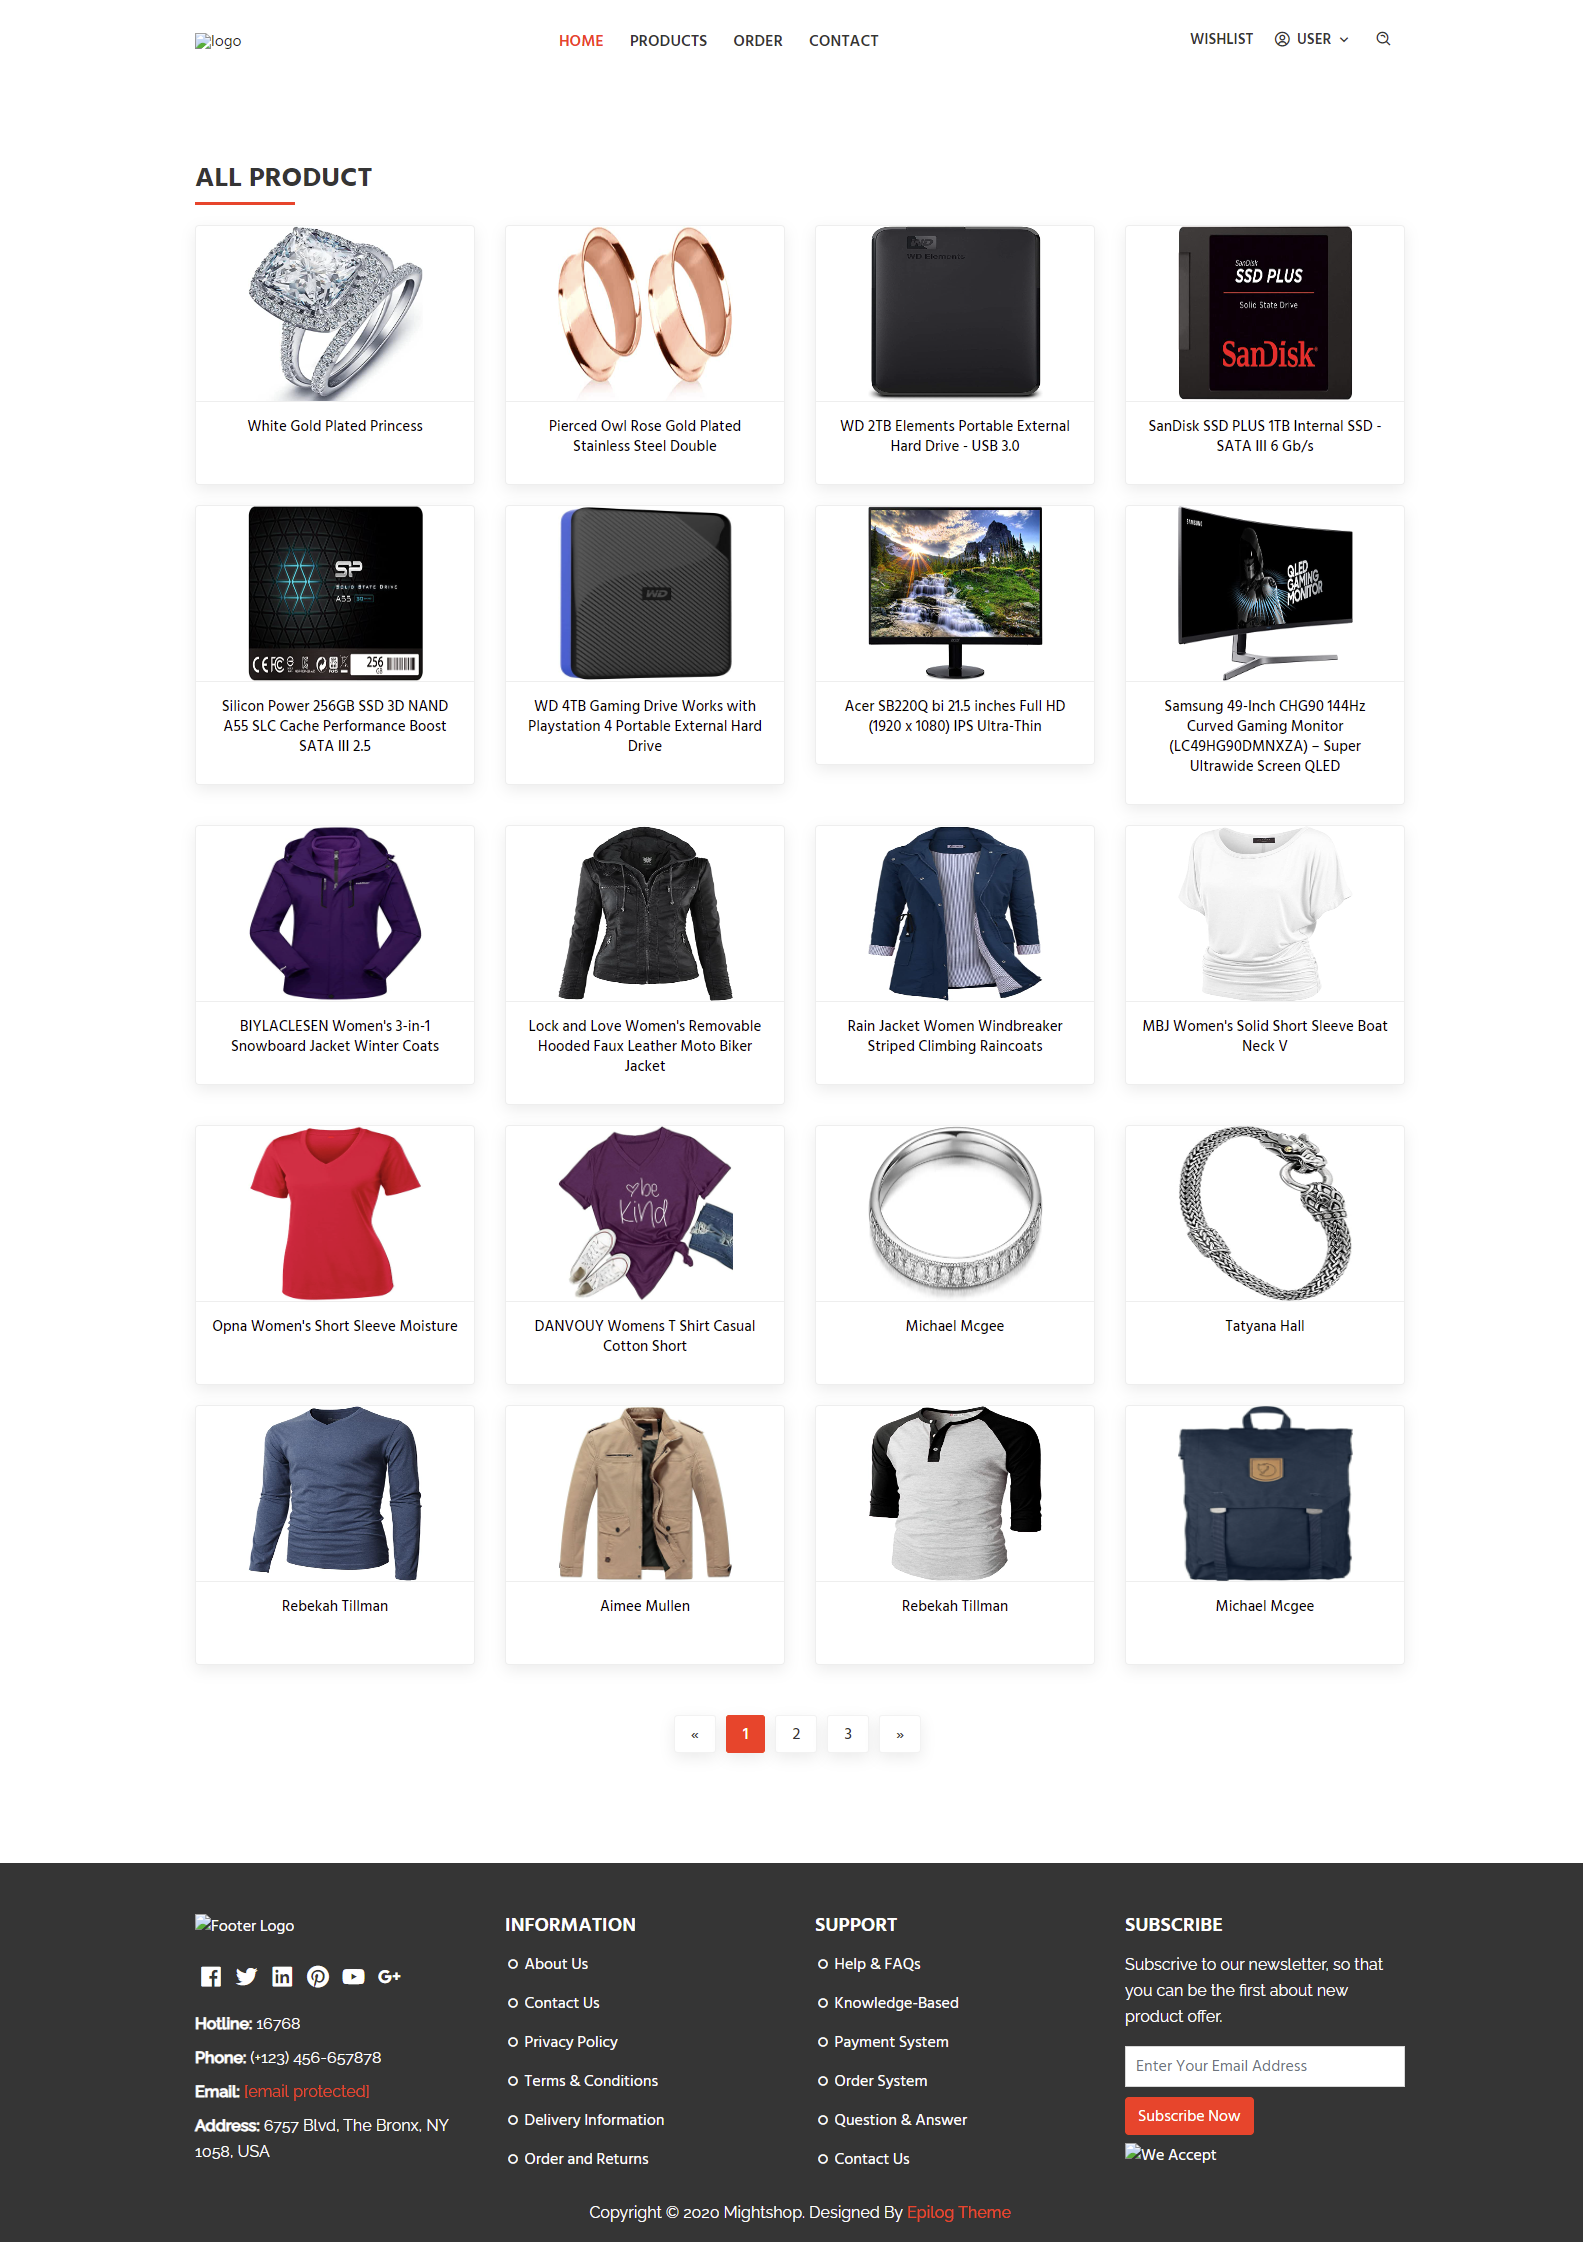 logo
HOME
PRODUCTS
ORDER
CONTACT
WISHLIST
USER
ALL PRODUCT
WD
WD Elements
SanDisk
SSD PLUS
Solid State Drive
SanDisk
White Gold Plated Princess
Pierced Owl Rose Gold Plated
Stainless Steel Double
WD 2TB Elements Portable External
Hard Drive - USB 3.0
SanDisk SSD PLUS 1TB Internal SSD -
SATA III 6 Gb/s
SP
SOLID STATE DRIVE
A55
256
GB
WD
SAMSUNG
QLED
GAMING
MONITOR
Silicon Power 256GB SSD 3D NAND
A55 SLC Cache Performance Boost
SATA III 2.5
WD 4TB Gaming Drive Works with
Playstation 4 Portable External Hard
Drive
Acer SB220Q bi 21.5 inches Full HD
(1920 x 1080) IPS Ultra-Thin
Samsung 49-Inch CHG90 144Hz
Curved Gaming Monitor
(LC49HG90DMNXZA) – Super
Ultrawide Screen QLED
BIYLACLESEN Women's 3-in-1
Snowboard Jacket Winter Coats
Lock and Love Women's Removable
Hooded Faux Leather Moto Biker
Jacket
Rain Jacket Women Windbreaker
Striped Climbing Raincoats
MBJ Women's Solid Short Sleeve Boat
Neck V
be
kind
Opna Women's Short Sleeve Moisture
DANVOUY Womens T Shirt Casual
Cotton Short
Michael Mcgee
Tatyana Hall
Rebekah Tillman
Aimee Mullen
Rebekah Tillman
Michael Mcgee
« 1 2 3 »
Footer Logo
Hotline: 16768
Phone: (+123) 456-657878
Email: [email protected]
Address: 6757 Blvd, The Bronx, NY
1058, USA
INFORMATION
About Us
Contact Us
Privacy Policy
Terms & Conditions
Delivery Information
Order and Returns
SUPPORT
Help & FAQs
Knowledge-Based
Payment System
Order System
Question & Answer
Contact Us
SUBSCRIBE
Subscrive to our newsletter, so that
you can be the first about new
product offer.
Enter Your Email Address
Subscribe Now
We Accept
Copyright © 2020 Mightshop. Designed By Epilog Theme